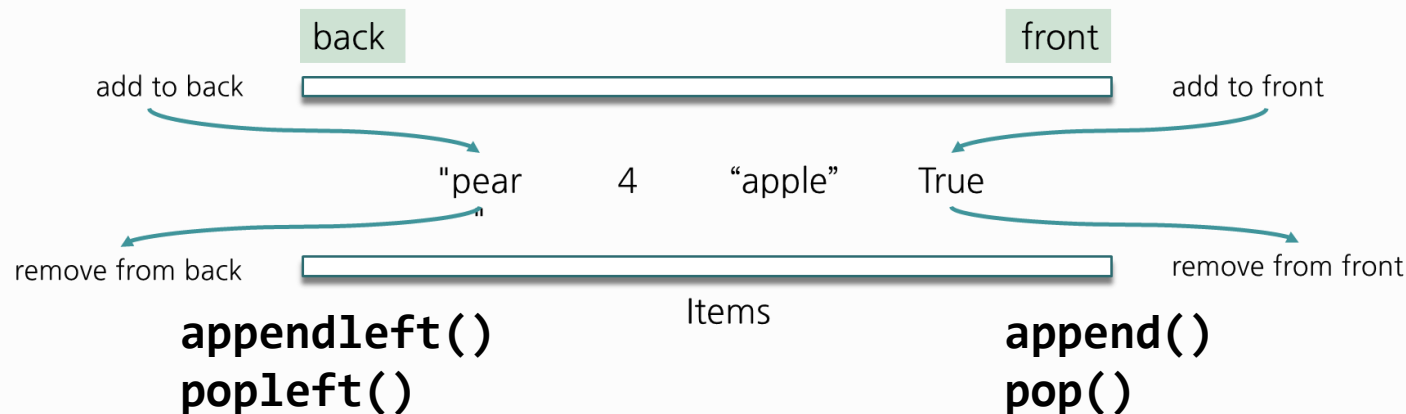 back
front
add to back
add to front
"pear
"
4
“apple”
True
remove from back
remove from front
Items
appendleft()
popleft()
append()
pop()